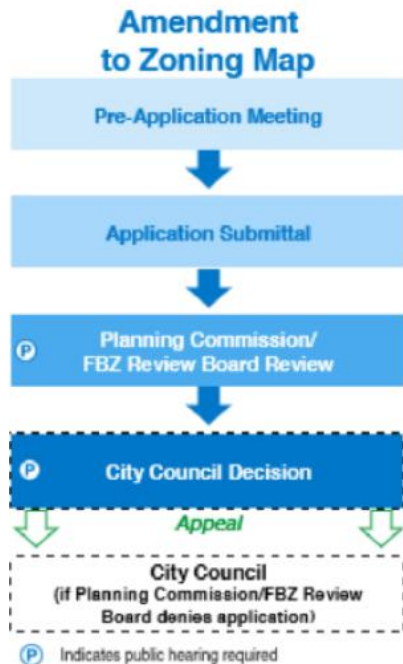 Amendment
to Zoning Map
Pre-Application Meeting
Application Submittal
P
Planning Commission/
FBZ Review Board Review
P
City Council Decision
Appeal
City Council
(if Planning Commission/FBZ Review
Board denies application)
P Indicates public hearing required